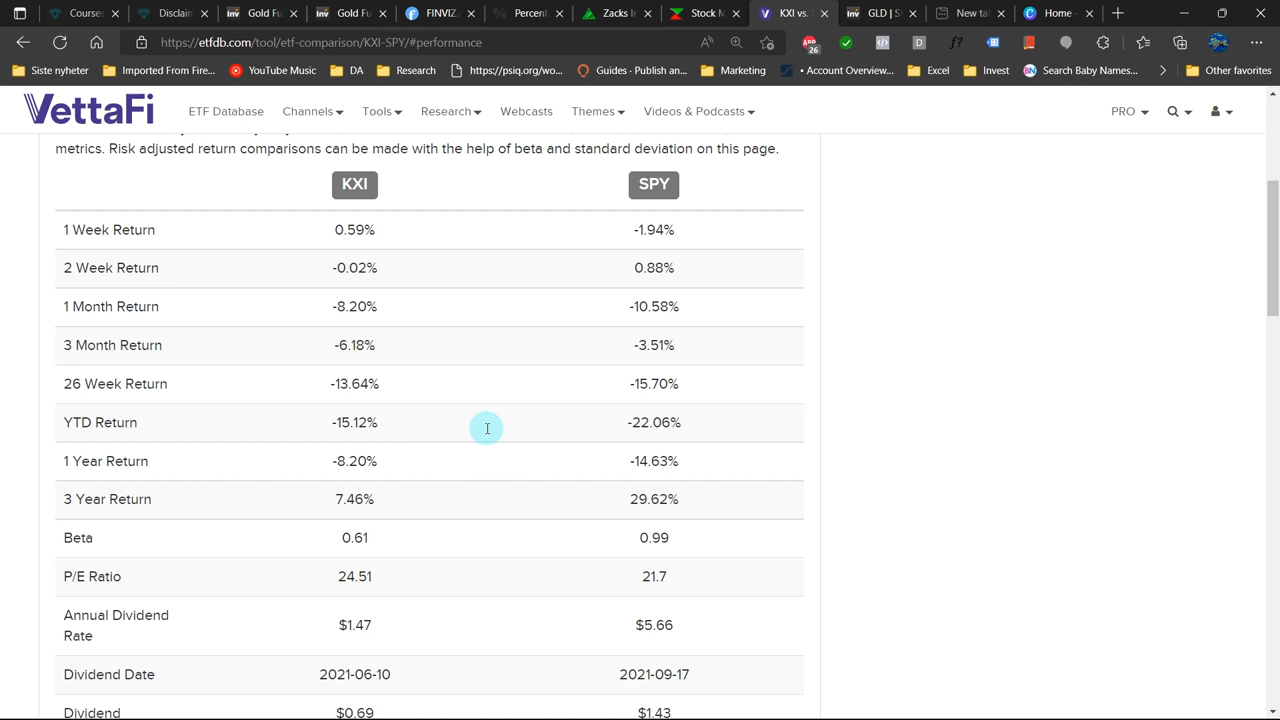 Courses
Disclaim
Gold Fu
Gold Fu
FINVIZ
Percent
Zacks In
Stock M
KXI vs.
GLD | S
New tal
Home –
https://etfdb.com/tool/etf-comparison/KXI-SPY/#performance
26
Siste nyheter
Imported From Fire...
YouTube Music
DA
Research
https://psiq.org/wo...
Guides · Publish an...
Marketing
• Account Overview...
Excel
Invest
Search Baby Names...
Other favorites
VettaFi
ETF Database
Channels
Tools
Research
Webcasts
Themes
Videos & Podcasts
PRO
metrics. Risk adjusted return comparisons can be made with the help of beta and standard deviation on this page.
KXI SPY
1 Week Return 0.59% -1.94%
2 Week Return -0.02% 0.88%
1 Month Return -8.20% -10.58%
3 Month Return -6.18% -3.51%
26 Week Return -13.64% -15.70%
YTD Return -15.12% -22.06%
1 Year Return -8.20% -14.63%
3 Year Return 7.46% 29.62%
Beta 0.61 0.99
P/E Ratio 24.51 21.7
Annual Dividend
Rate $1.47 $5.66
Dividend Date 2021-06-10 2021-09-17
Dividend $0.69 $1.43